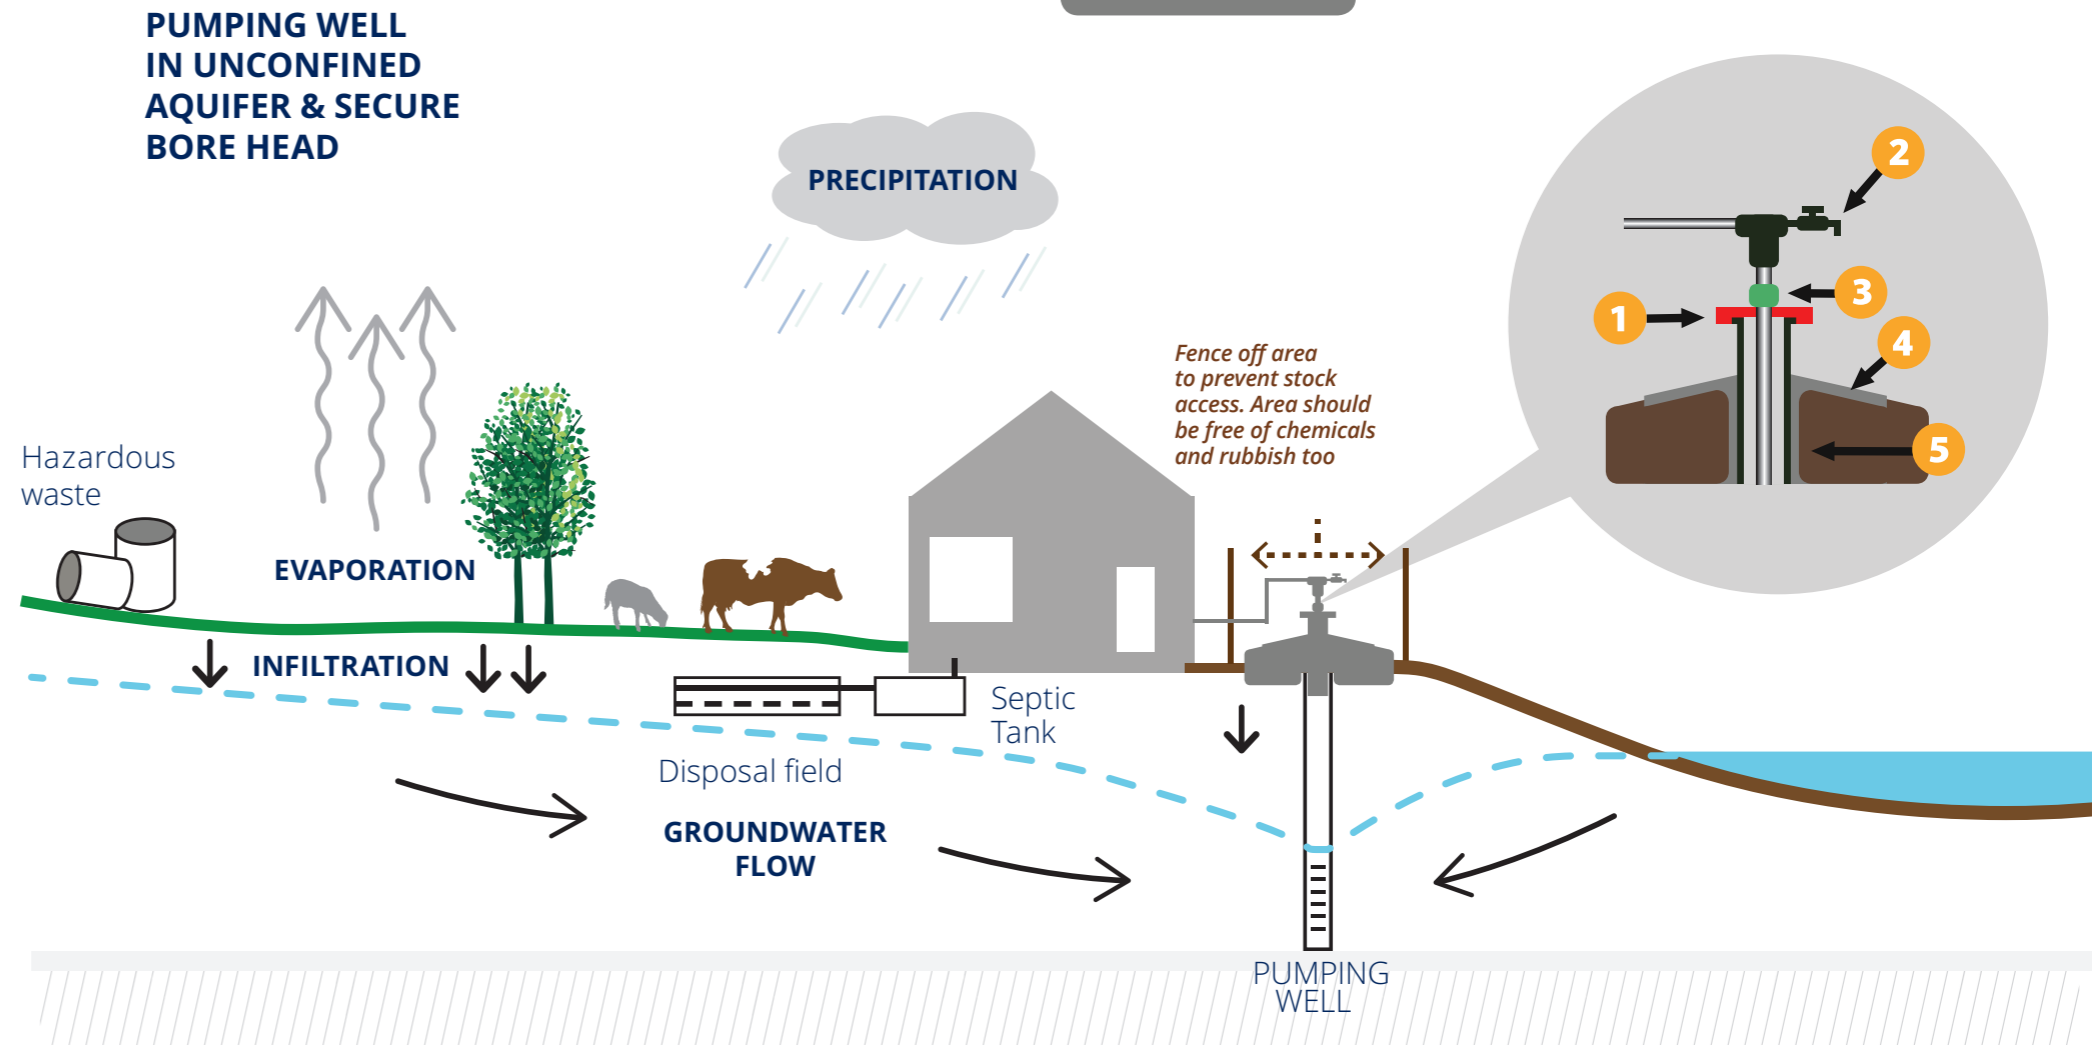 PUMPING WELL
IN UNCONFINED
AQUIFER & SECURE
BORE HEAD
PRECIPITATION
2
3
1
4
5
Fence off area
to prevent stock
access. Area should
be free of chemicals
and rubbish too
Hazardous
waste
EVAPORATION
INFILTRATION
Septic
Tank
Disposal field
GROUNDWATER
FLOW
PUMPING
WELL